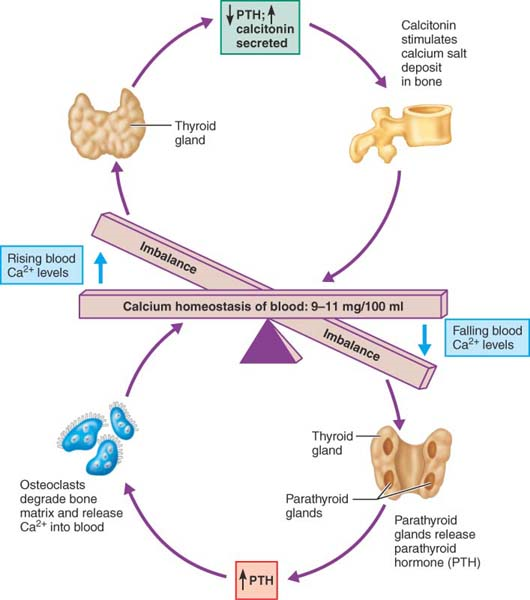 ↓PTH; ↑
calcitonin
secreted
Calcitonin
stimulates
calcium salt
deposit
in bone
Thyroid
gland
Rising blood
Ca2+ levels
Imbalance
Calcium homeostasis of blood: 9–11 mg/100 ml
Imbalance
Falling blood
Ca2+ levels
Thyroid
gland
Parathyroid
glands
Osteoclasts
degrade bone
matrix and release
Ca2+ into blood
Parathyroid
glands release
parathyroid
hormone (PTH)
↑PTH